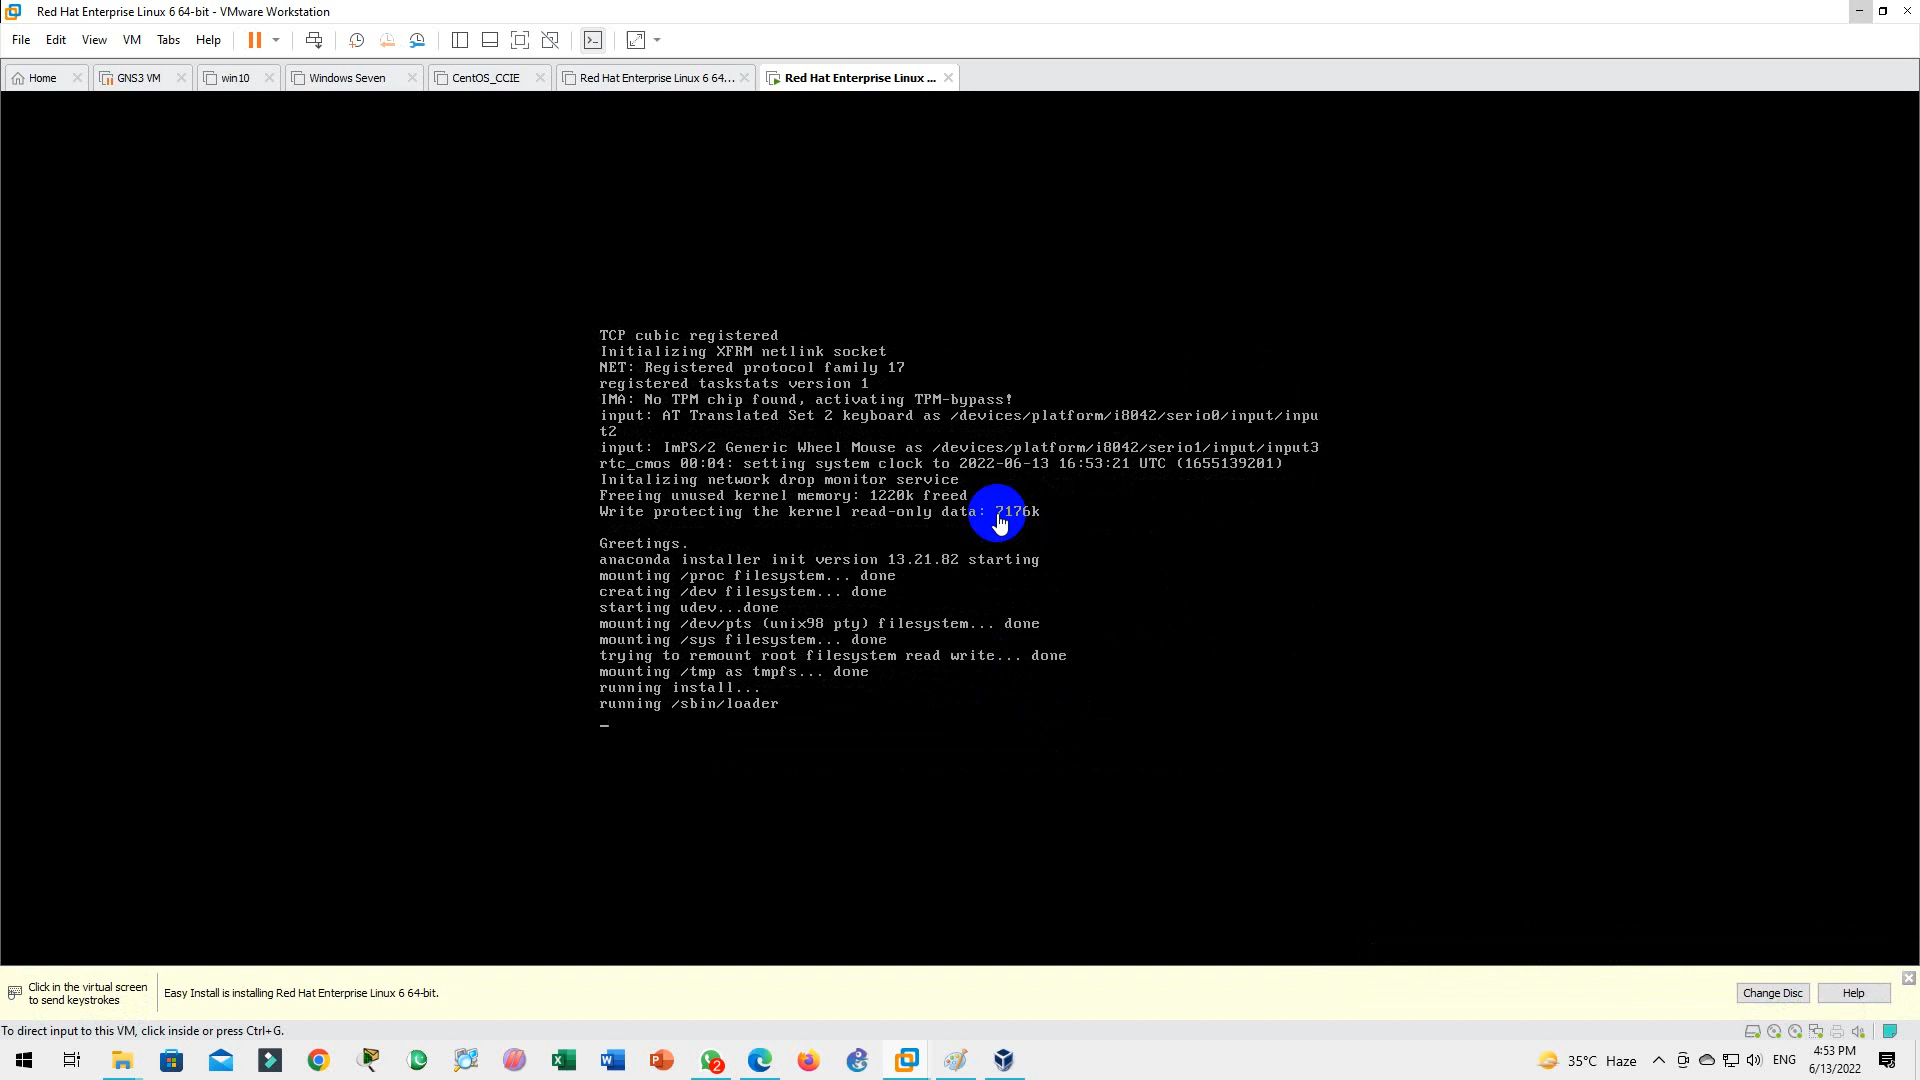 Red Hat Enterprise Linux 6 64-bit - VMware Workstation
File Edit View VM Tabs Help
Home GNS3 VM win10 Windows Seven CentOS_CCIE Red Hat Enterprise Linux 6 64... Red Hat Enterprise Linux ...
TCP cubic registered
Initializing XFRM netlink socket
NET: Registered protocol family 17
registered taskstats version 1
IMA: No TPM chip found, activating TPM-bypass!
input: AT Translated Set 2 keyboard as /devices/platform/i8042/serio0/input/inpu
t2
input: ImPS/2 Generic Wheel Mouse as /devices/platform/i8042/serio1/input/input3
rtc_cmos 00:04: setting system clock to 2022-06-13 16:53:21 UTC (1655139201)
Initalizing network drop monitor service
Freeing unused kernel memory: 1220k freed
Write protecting the kernel read-only data: 7176k
Greetings.
anaconda installer init version 13.21.82 starting
mounting /proc filesystem... done
creating /dev filesystem... done
starting udev...done
mounting /dev/pts (unix98 pty) filesystem... done
mounting /sys filesystem... done
trying to remount root filesystem read write... done
mounting /tmp as tmpfs... done
running install...
running /sbin/loader
Click in the virtual screen
to send keystrokes
Easy Install is installing Red Hat Enterprise Linux 6 64-bit.
Change Disc Help
To direct input to this VM, click inside or press Ctrl+G.
2
35°C Haze ENG
4:53 PM
6/13/2022